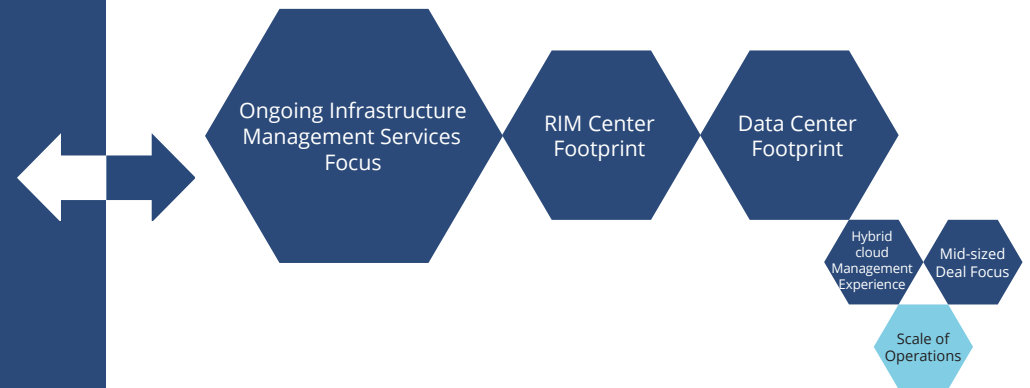 Ongoing Infrastructure
Management Services
Focus
RIM Center
Footprint
Data Center
Footprint
Hybrid
cloud
Management
Experience
Mid-sized
Deal Focus
Scale of
Operations